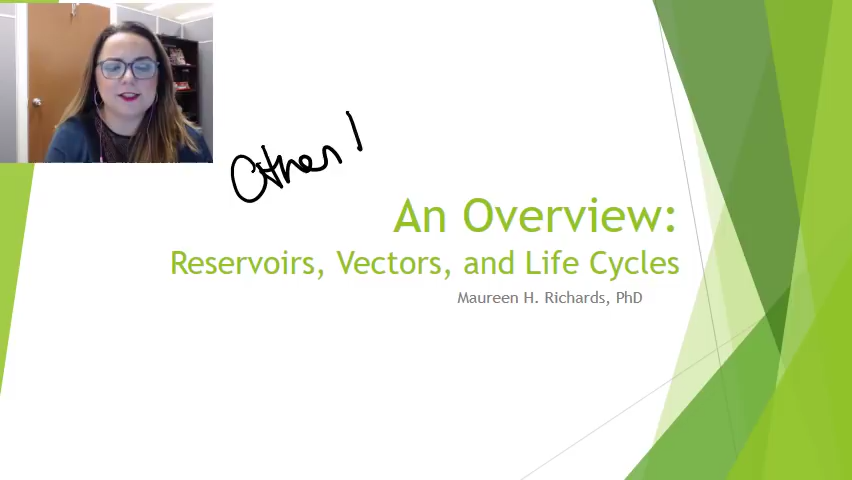 Other
An Overview:
Reservoirs, Vectors, and Life Cycles
Maureen H. Richards, PhD